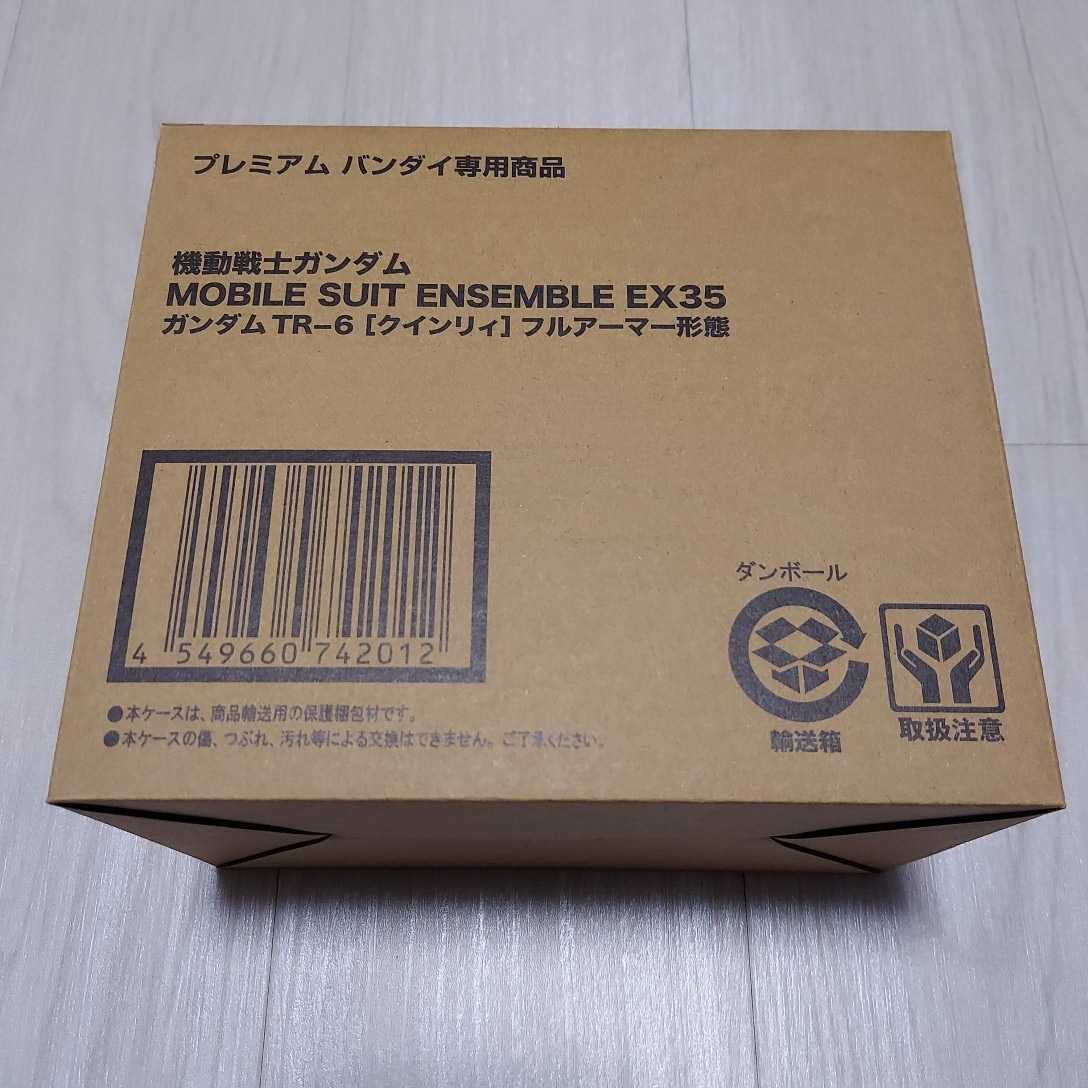 プレミアム バンダイ専用商品
機動戦士ガンダム
MOBILE SUIT ENSEMBLE EX35
ガンダムTR-6 [クインリィ] フルアーマー形態
4 549660 742012
●本ケースは、商品輸送用の保護梱包材です。
●本ケースの傷、つぶれ、汚れ等による交換はできません。ご了承ください。
ダンボール
輸送箱
取扱注意